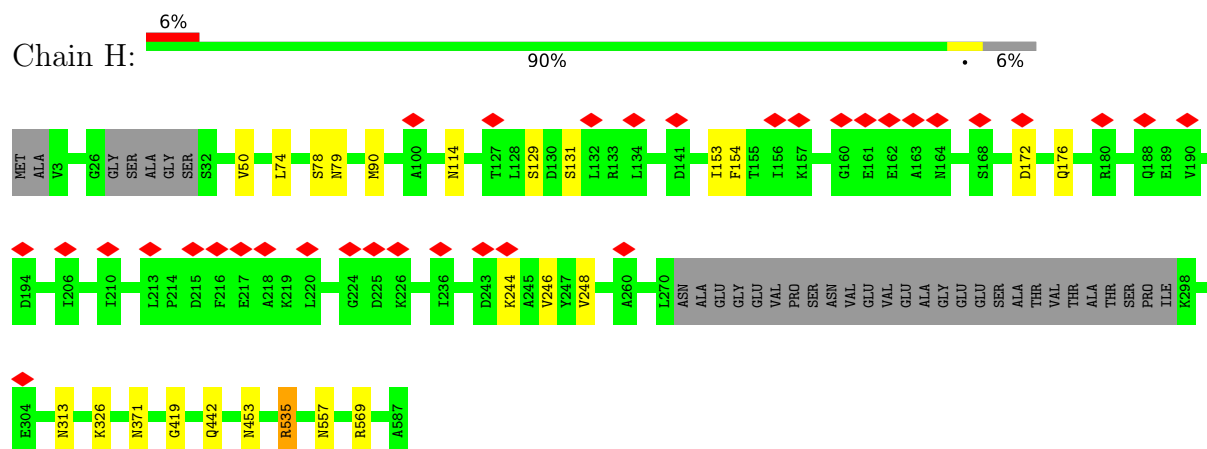 6%
Chain H:
90% • 6%
MET ALA V3 G26 GLY SER ALA GLY SER S32 V50 L74 S78 N79 M90 A100 N114 T127 L128 S129 D130 S131 L132 R133 L134 D141 I153 F154 T155 I156 K157 G160 E161 E162 A163 N164 S168 D172 Q176 R180 Q188 E189 V190
D194 I206 I210 L213 P214 D215 F216 E217 A218 K219 L220 G224 D225 K226 I236 D243 K244 A245 V246 Y247 V248 A260 L270 ASN ALA GLU GLY GLU VAL PRO SER ASN VAL GLU VAL GLU ALA GLY GLU GLU SER ALA THR VAL THR ALA THR SER PRO ILE K298
E304 N313 K326 N371 G419 Q442 N453 R535 N557 R569 A587